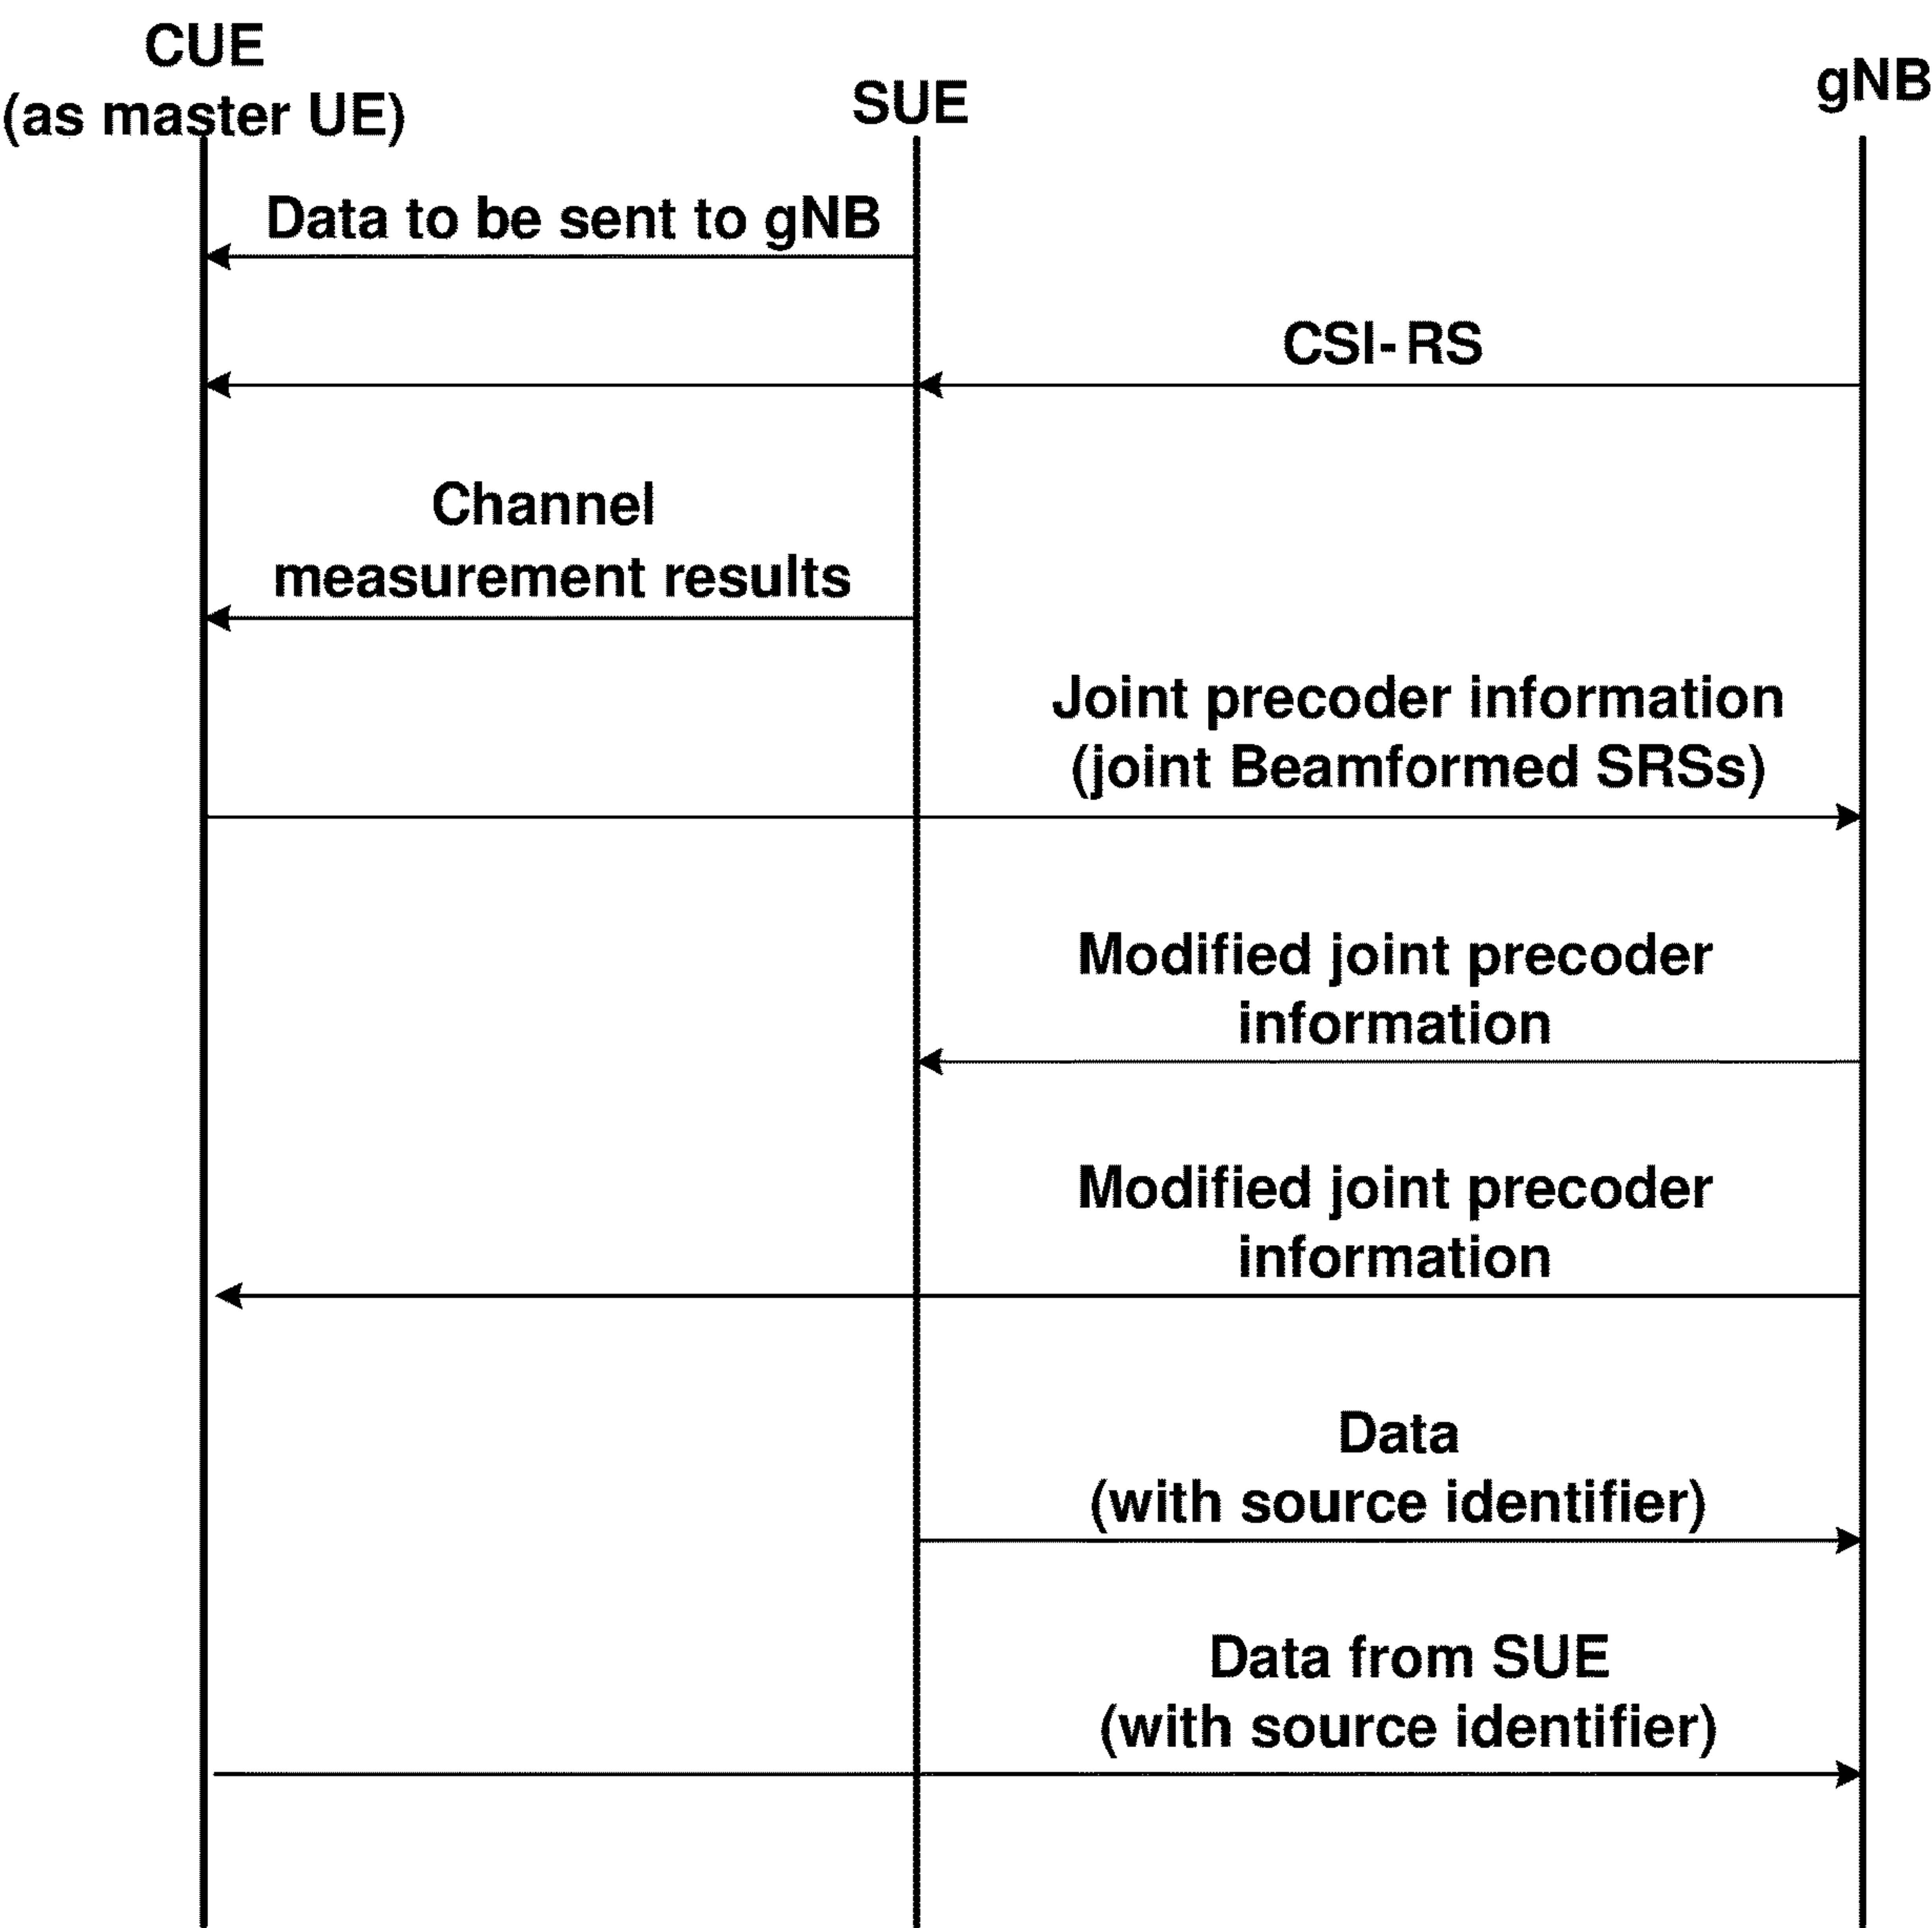 CUE
(as master UE)
SUE
gNB
Data to be sent to gNB
CSI-RS
Channel
measurement results
Joint precoder information
(joint Beamformed SRSs)
Modified joint precoder
information
Modified joint precoder
information
Data
(with source identifier)
Data from SUE
(with source identifier)